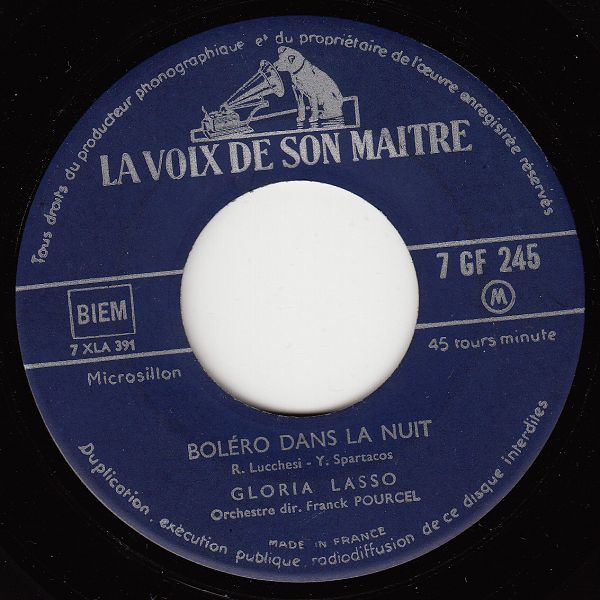 Tous droits du producteur phonographique et du propriétaire de l'œuvre enregistrée réservés
LA VOIX DE SON MAITRE
7 GF 245
M
BIEM
7 XLA 391
45 tours minute
Microsillon
BOLÉRO DANS LA NUIT
R. Lucchesi - Y. Spartacos
GLORIA LASSO
Orchestre dir. Franck POURCEL
MADE IN FRANCE
Duplication, exécution publique, radiodiffusion de ce disque interdites